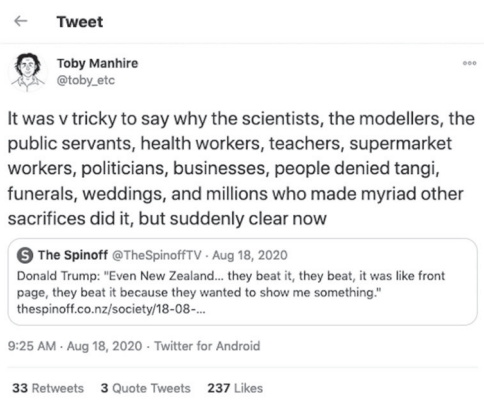 Tweet
Toby Manhire
@toby_etc
It was v tricky to say why the scientists, the modellers, the
public servants, health workers, teachers, supermarket
workers, politicians, businesses, people denied tangi,
funerals, weddings, and millions who made myriad other
sacrifices did it, but suddenly clear now
S The Spinoff @TheSpinoffTV · Aug 18, 2020
Donald Trump: "Even New Zealand... they beat it, they beat, it was like front
page, they beat it because they wanted to show me something."
thespinoff.co.nz/society/18-08-...
9:25 AM · Aug 18, 2020 · Twitter for Android
33 Retweets 3 Quote Tweets 237 Likes